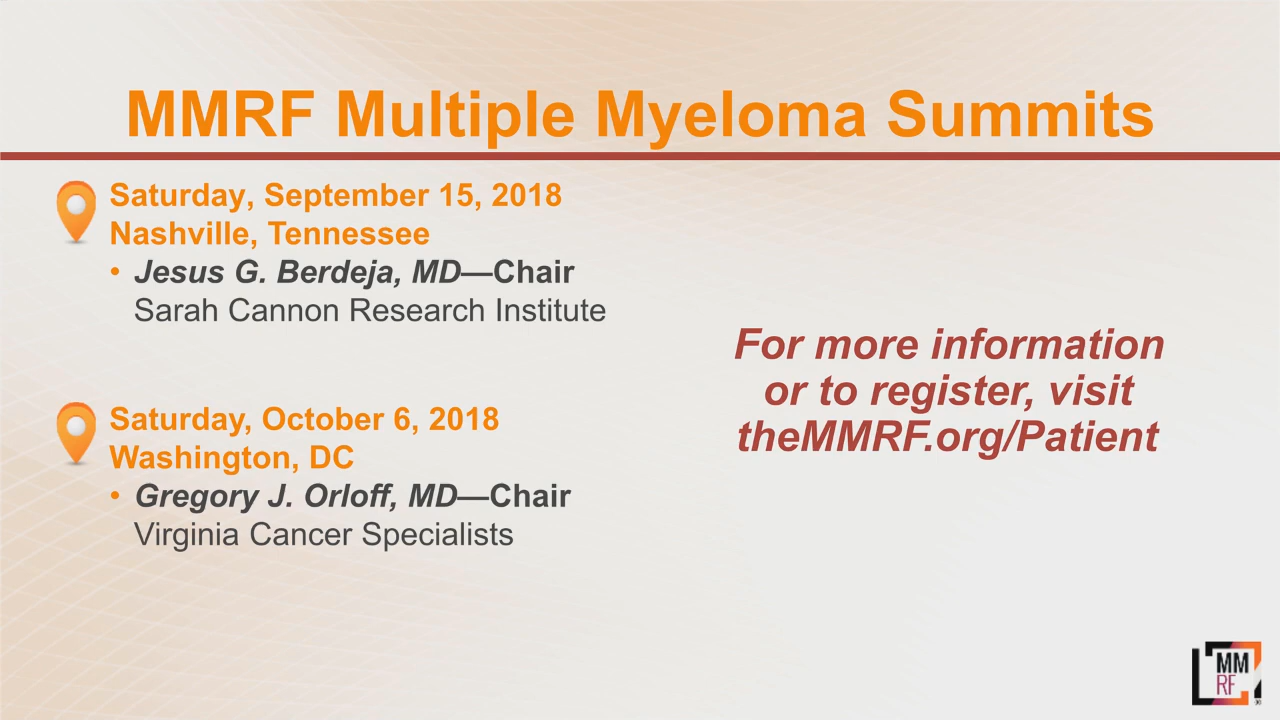 MMRF Multiple Myeloma Summits
Saturday, September 15, 2018
Nashville, Tennessee
• Jesus G. Berdeja, MD—Chair
Sarah Cannon Research Institute
Saturday, October 6, 2018
Washington, DC
• Gregory J. Orloff, MD—Chair
Virginia Cancer Specialists
For more information
or to register, visit
theMMRF.org/Patient
MM
RF